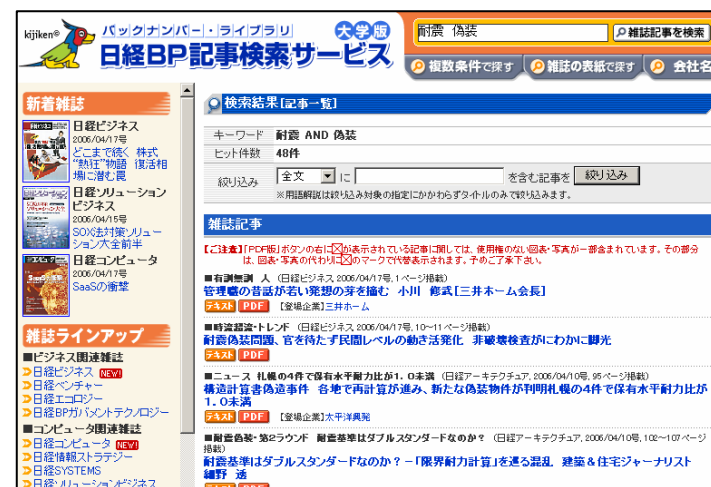 kijiken®
バックナンバー・ライブラリ 大学版
日経BP記事検索サービス
耐震 偽装
雑誌記事を検索
複数条件で探す 雑誌の表紙で探す 会社名
新着雑誌
日経ビジネス
2006/04/17号
どこまで続く 株式
“熱狂”物語 復活相
場に潜む罠
日経ソリューション
ビジネス
2006/04/15号
SOX法対策ソリュー
ション大全前半
日経コンピュータ
2006/04/17号
SaaSの衝撃
雑誌ラインアップ
■ビジネス関連雑誌
日経ビジネス NEW!
日経ベンチャー
日経エコロジー
日経BPガバメントテクノロジー
■コンピュータ関連雑誌
日経コンピュータ NEW!
日経情報ストラテジー
日経SYSTEMS
日経ソリューションビジネス
検索結果[記事一覧]
キーワード 耐震 AND 偽装
ヒット件数 48件
絞り込み 全文 に を含む記事を 絞り込み
※用語解説は絞り込み対象の指定にかかわらずタイトルのみで絞り込みます。
雑誌記事
【ご注意】「PDF版」ボタンの右に が表示されている記事に関しては、使用権のない図表・写真が一部含まれています。その部分
は、図表・写真の代わりに のマークで代替表示されます。予めご了承下さい。
■有訓無訓 人 (日経ビジネス 2006/04/17号,1ページ掲載)
管理職の昔話が若い発想の芽を摘む 小川 修武[三井ホーム会長]
テキスト PDF 【登場企業】三井ホーム
■時流超流・トレンド (日経ビジネス 2006/04/17号,10~11ページ掲載)
耐震偽装問題、官を待たず民間レベルの動き活発化 非破壊検査がにわかに脚光
テキスト PDF
■ニュース 札幌の4件で保有水平耐力比が1.0未満 (日経アーキテクチュア, 2006/04/10号, 95ページ掲載)
構造計算書偽造事件 各地で再計算が進み、新たな偽装物件が判明札幌の4件で保有水平耐力比が
1.0未満
テキスト PDF 【登場企業】太平洋興発
■耐震偽装・第2ラウンド 耐震基準はダブルスタンダードなのか? (日経アーキテクチュア, 2006/04/10号, 102~107ページ
掲載)
耐震基準はダブルスタンダードなのか?-「限界耐力計算」を巡る混乱 建築&住宅ジャーナリスト
細野 透
テキスト PDF